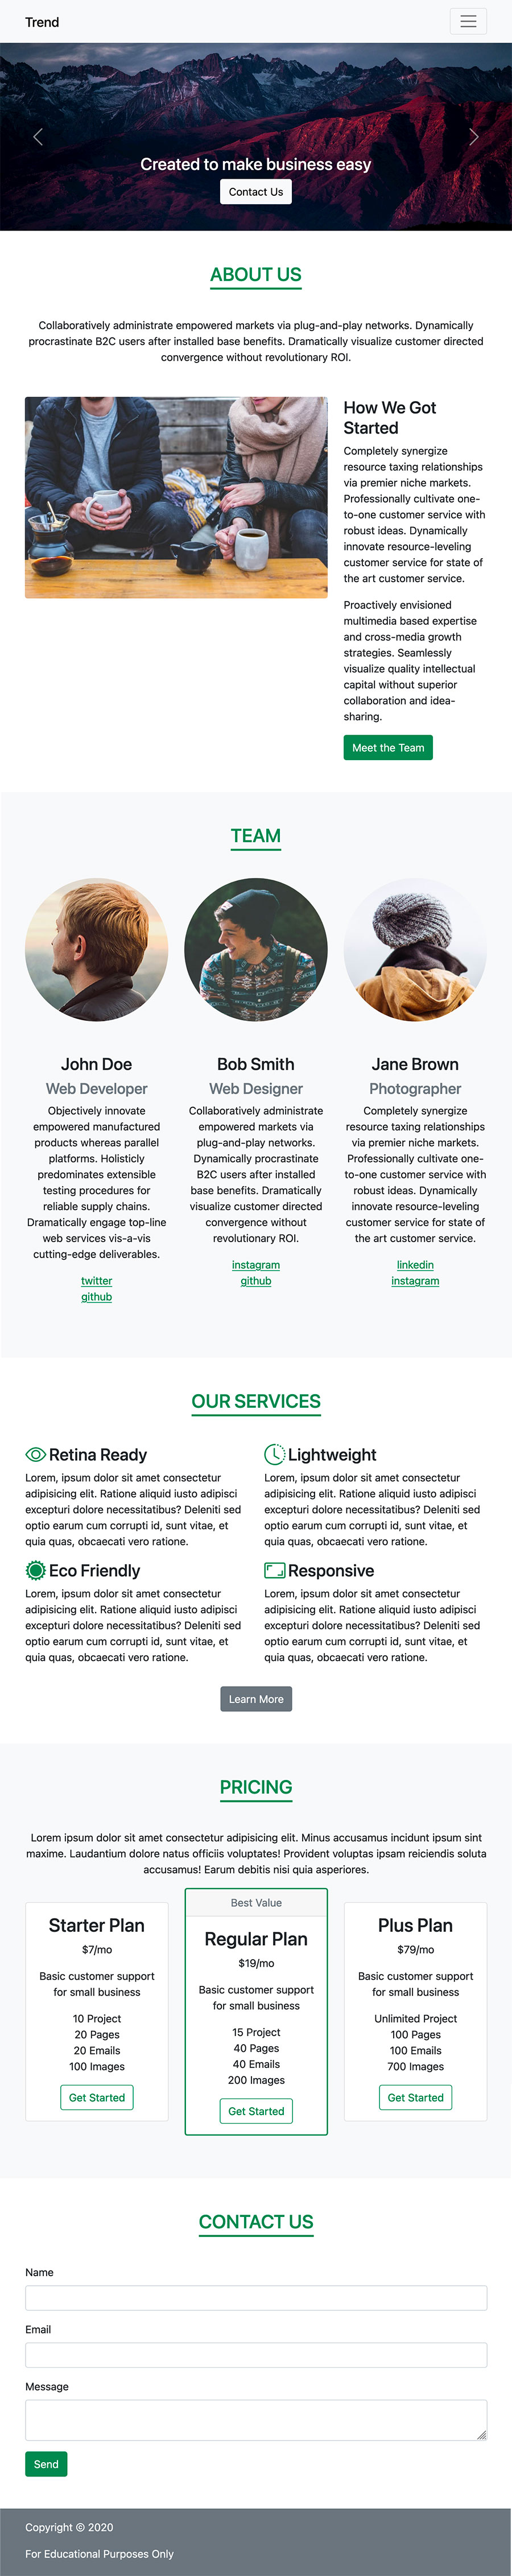 Trend
Created to make business easy
Contact Us
ABOUT US
Collaboratively administrate empowered markets via plug-and-play networks. Dynamically
procrastinate B2C users after installed base benefits. Dramatically visualize customer directed
convergence without revolutionary ROI.
How We Got
Started
Completely synergize
resource taxing relationships
via premier niche markets.
Professionally cultivate one-
to-one customer service with
robust ideas. Dynamically
innovate resource-leveling
customer service for state of
the art customer service.
Proactively envisioned
multimedia based expertise
and cross-media growth
strategies. Seamlessly
visualize quality intellectual
capital without superior
collaboration and idea-
sharing.
Meet the Team
TEAM
John Doe
Web Developer
Objectively innovate
empowered manufactured
products whereas parallel
platforms. Holisticly
predominates extensible
testing procedures for
reliable supply chains.
Dramatically engage top-line
web services vis-a-vis
cutting-edge deliverables.
twitter
github
Bob Smith
Web Designer
Collaboratively administrate
empowered markets via
plug-and-play networks.
Dynamically procrastinate
B2C users after installed
base benefits. Dramatically
visualize customer directed
convergence without
revolutionary ROI.
instagram
github
Jane Brown
Photographer
Completely synergize
resource taxing relationships
via premier niche markets.
Professionally cultivate one-
to-one customer service with
robust ideas. Dynamically
innovate resource-leveling
customer service for state of
the art customer service.
linkedin
instagram
OUR SERVICES
Retina Ready
Lorem, ipsum dolor sit amet consectetur
adipisicing elit. Ratione aliquid iusto adipisci
excepturi dolore necessitatibus? Deleniti sed
optio earum cum corrupti id, sunt vitae, et
quia quas, obcaecati vero ratione.
Lightweight
Lorem, ipsum dolor sit amet consectetur
adipisicing elit. Ratione aliquid iusto adipisci
excepturi dolore necessitatibus? Deleniti sed
optio earum cum corrupti id, sunt vitae, et
quia quas, obcaecati vero ratione.
Eco Friendly
Lorem, ipsum dolor sit amet consectetur
adipisicing elit. Ratione aliquid iusto adipisci
excepturi dolore necessitatibus? Deleniti sed
optio earum cum corrupti id, sunt vitae, et
quia quas, obcaecati vero ratione.
Responsive
Lorem, ipsum dolor sit amet consectetur
adipisicing elit. Ratione aliquid iusto adipisci
excepturi dolore necessitatibus? Deleniti sed
optio earum cum corrupti id, sunt vitae, et
quia quas, obcaecati vero ratione.
Learn More
PRICING
Lorem ipsum dolor sit amet consectetur adipisicing elit. Minus accusamus incidunt ipsum sint
maxime. Laudantium dolore natus officiis voluptates! Provident voluptas ipsam reiciendis soluta
accusamus! Earum debitis nisi quia asperiores.
Starter Plan
$7/mo
Basic customer support
for small business
10 Project
20 Pages
20 Emails
100 Images
Get Started
Best Value
Regular Plan
$19/mo
Basic customer support
for small business
15 Project
40 Pages
40 Emails
200 Images
Get Started
Plus Plan
$79/mo
Basic customer support
for small business
Unlimited Project
100 Pages
100 Emails
700 Images
Get Started
CONTACT US
Name
Email
Message
Send
Copyright © 2020
For Educational Purposes Only